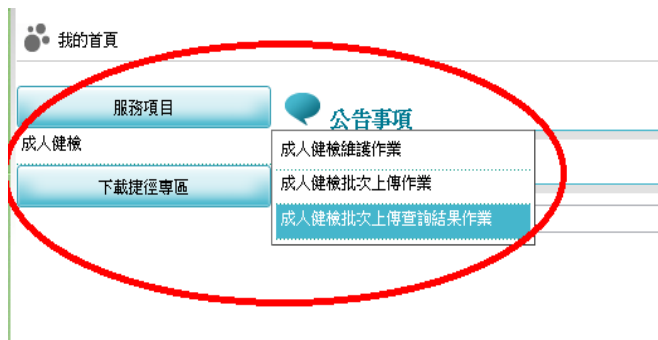 我的首頁
服務項目
公告事項
成人健檢
成人健檢維護作業
成人健檢批次上傳作業
下載捷徑專區
成人健檢批次上傳查詢結果作業